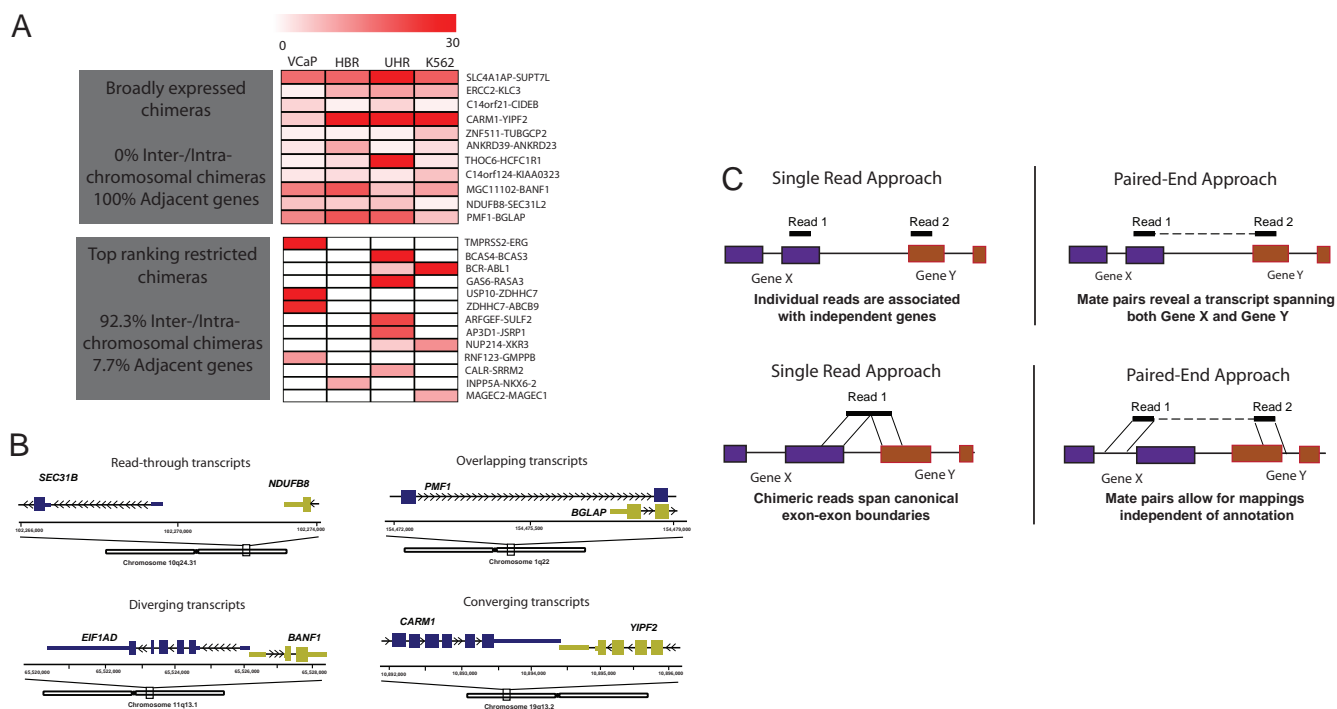 A
0
30
VCaP HBR UHR K562
Broadly expressed
chimeras
0% Inter-/Intra-
chromosomal chimeras
100% Adjacent genes
SLC4A1AP-SUPT7L
ERCC2-KLC3
C14orf21-CIDEB
CARM1-YIPF2
ZNF511-TUBGCP2
ANKRD39-ANKRD23
THOC6-HCFC1R1
C14orf124-KIAA0323
MGC11102-BANF1
NDUFB8-SEC31L2
PMF1-BGLAP
Top ranking restricted
chimeras
92.3% Inter-/Intra-
chromosomal chimeras
7.7% Adjacent genes
TMPRSS2-ERG
BCAS4-BCAS3
BCR-ABL1
GAS6-RASA3
USP10-ZDHHC7
ZDHHC7-ABCB9
ARFGEF-SULF2
AP3D1-JSRP1
NUP214-XKR3
RNF123-GMPPB
CALR-SRRM2
INPP5A-NKX6-2
MAGEC2-MAGEC1
B
Read-through transcripts
SEC31B
NDUFB8
102,266,000 102,270,000 102,274,000
Chromosome 10q24.31
Overlapping transcripts
PMF1
BGLAP
154,472,000 154,475,500 154,479,000
Chromosome 1q22
Diverging transcripts
EIF1AD
BANF1
65,520,000 65,522,000 65,524,000 65,526,000 65,528,000
Chromosome 11q13.1
Converging transcripts
CARM1
YIPF2
10,892,000 10,893,000 10,894,000 10,895,000 10,896,000
Chromosome 19q13.2
C
Single Read Approach
Read 1 Read 2
Gene X
Gene Y
Individual reads are associated
with independent genes
Paired-End Approach
Read 1 Read 2
Gene X Gene Y
Mate pairs reveal a transcript spanning
both Gene X and Gene Y
Single Read Approach
Read 1
Gene X Gene Y
Chimeric reads span canonical
exon-exon boundaries
Paired-End Approach
Read 1 Read 2
Gene X Gene Y
Mate pairs allow for mappings
independent of annotation